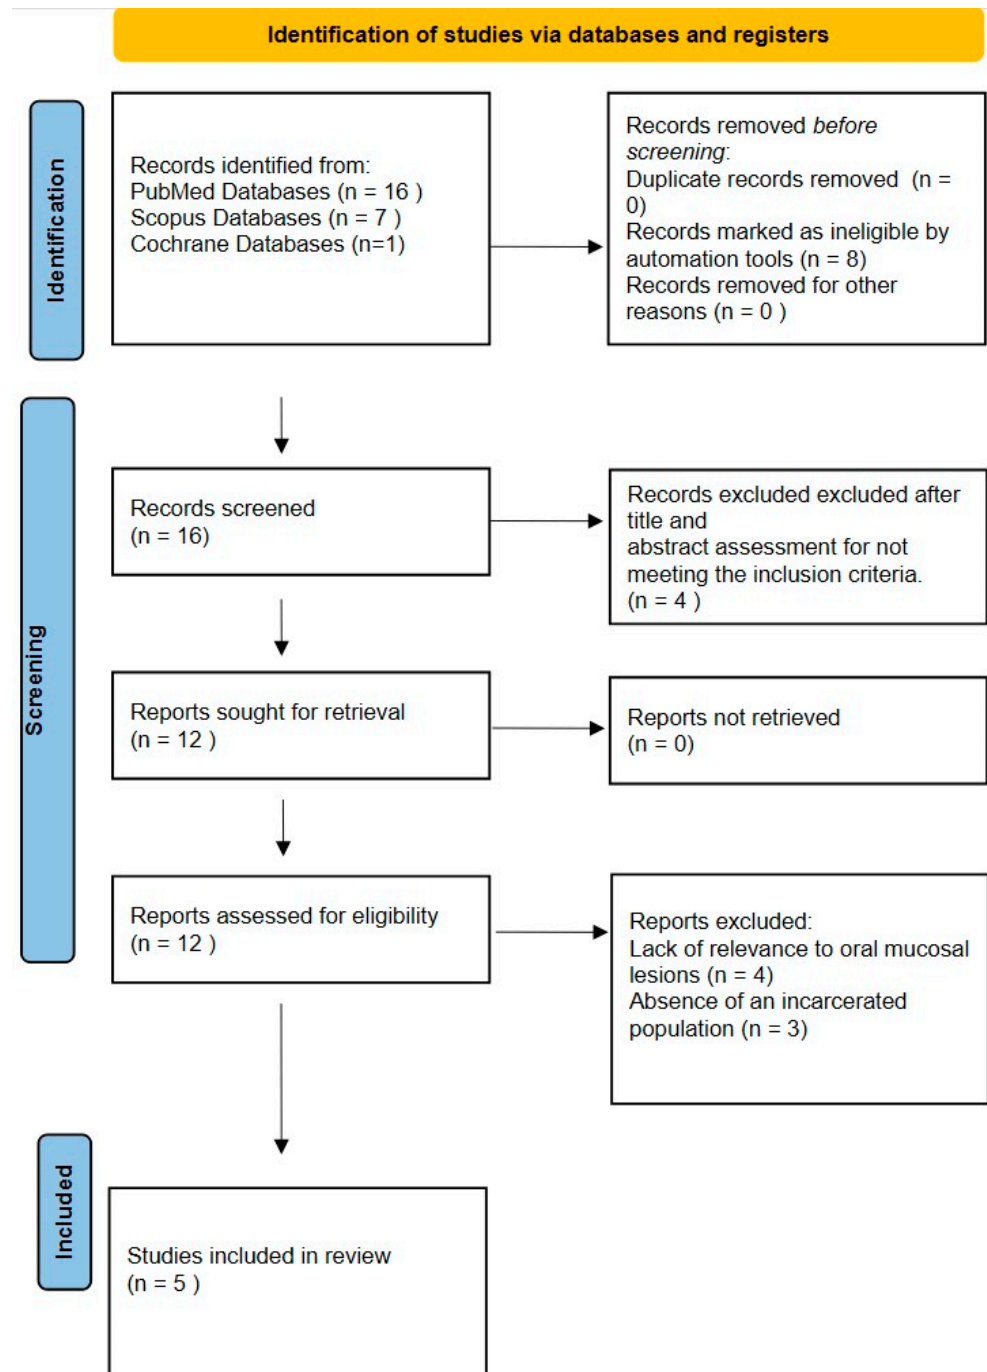 Identification of studies via databases and registers
Identification
Records identified from:
PubMed Databases (n = 16 )
Scopus Databases (n = 7 )
Cochrane Databases (n=1)
Records removed before
screening:
Duplicate records removed  (n =
0)
Records marked as ineligible by
automation tools (n = 8)
Records removed for other
reasons (n = 0 )
Screening
Records screened
(n = 16)
Records excluded excluded after
title and
abstract assessment for not
meeting the inclusion criteria.
(n = 4 )
Reports sought for retrieval
(n = 12 )
Reports not retrieved
(n = 0)
Reports assessed for eligibility
(n = 12 )
Reports excluded:
Lack of relevance to oral mucosal
lesions (n = 4)
Absence of an incarcerated
population (n = 3)
Included
Studies included in review
(n = 5 )